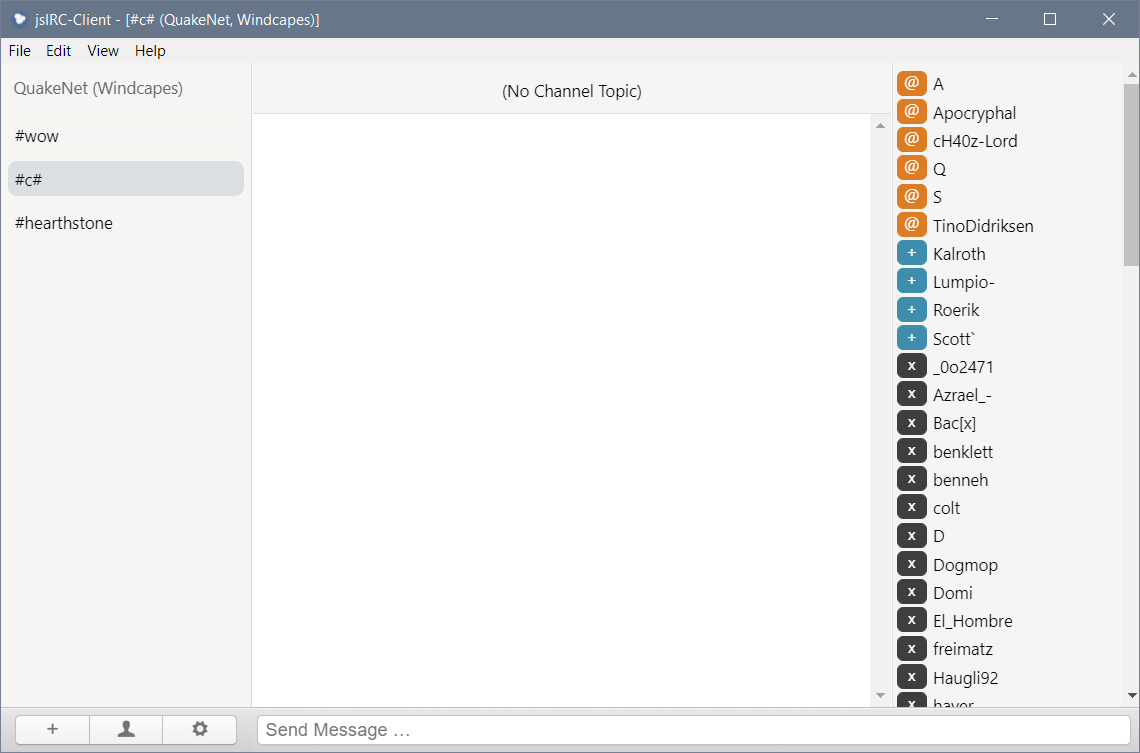 jsIRC-Client - [#c# (QuakeNet, Windcapes)]
File Edit View Help
QuakeNet (Windcapes)
#wow
#c#
#hearthstone
(No Channel Topic)
@ A
@ Apocryphal
@ cH40z-Lord
@ Q
@ S
@ TinoDidriksen
+ Kalroth
+ Lumpio-
+ Roerik
+ Scott`
x _0o2471
x Azrael_-
x Bac[x]
x benklett
x benneh
x colt
x D
x Dogmop
x Domi
x El_Hombre
x freimatz
x Haugli92
x
+
Send Message …